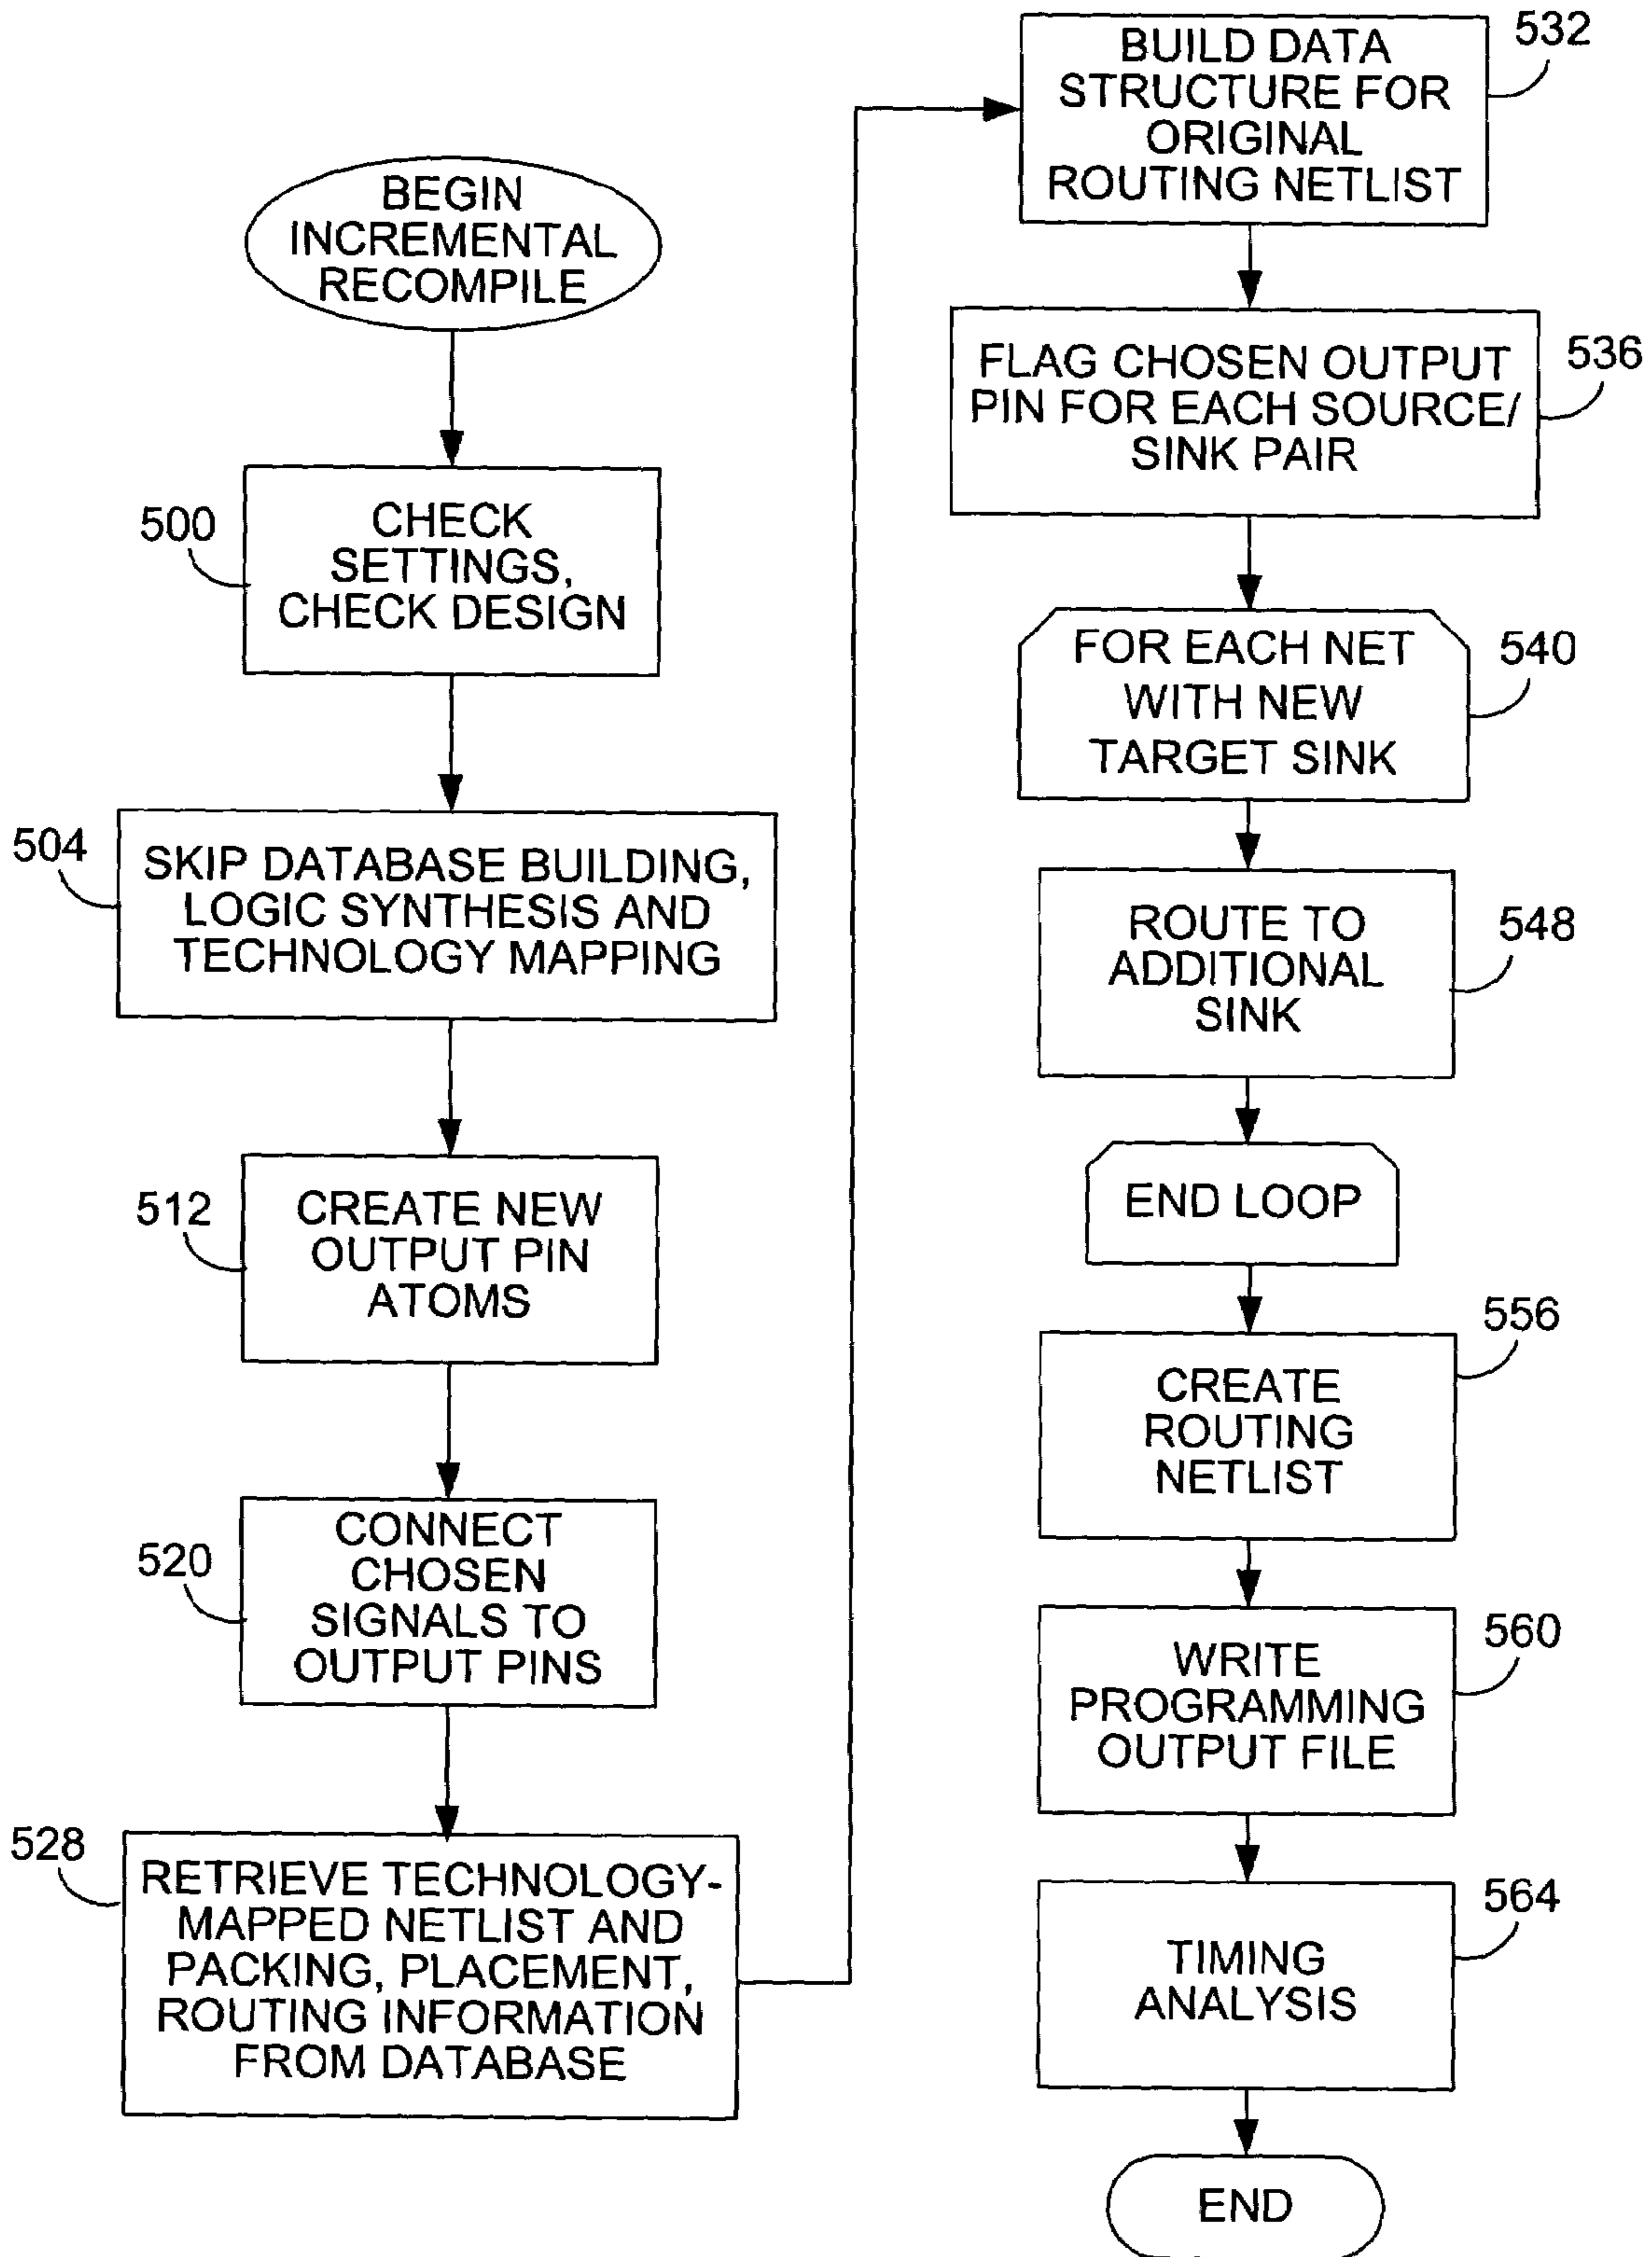 BEGIN
INCREMENTAL
RECOMPILE
500
CHECK
SETTINGS,
CHECK DESIGN
504
SKIP DATABASE BUILDING,
LOGIC SYNTHESIS AND
TECHNOLOGY MAPPING
512
CREATE NEW
OUTPUT PIN
ATOMS
520
CONNECT
CHOSEN
SIGNALS TO
OUTPUT PINS
528
RETRIEVE TECHNOLOGY-
MAPPED NETLIST AND
PACKING, PLACEMENT,
ROUTING INFORMATION
FROM DATABASE
532
BUILD DATA
STRUCTURE FOR
ORIGINAL
ROUTING NETLIST
536
FLAG CHOSEN OUTPUT
PIN FOR EACH SOURCE/
SINK PAIR
540
FOR EACH NET
WITH NEW
TARGET SINK
548
ROUTE TO
ADDITIONAL
SINK
END LOOP
556
CREATE
ROUTING
NETLIST
560
WRITE
PROGRAMMING
OUTPUT FILE
564
TIMING
ANALYSIS
END